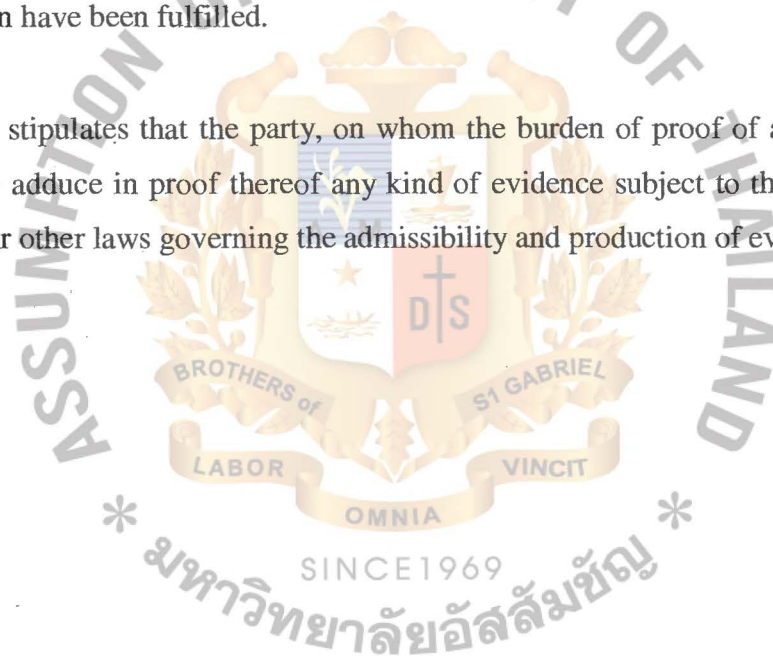 n have been fulfilled.
stipulates that the party, on whom the burden of proof of a
adduce in proof thereof any kind of evidence subject to th
r other laws governing the admissibility and production of ev
ASSUMPTION
OF
THAILAND
D S
BROTHERS of
S1 GABRIEL
LABOR
VINCIT
OMNIA
SINCE1969
มหาวิทยาลัยอัสสัมชัญ